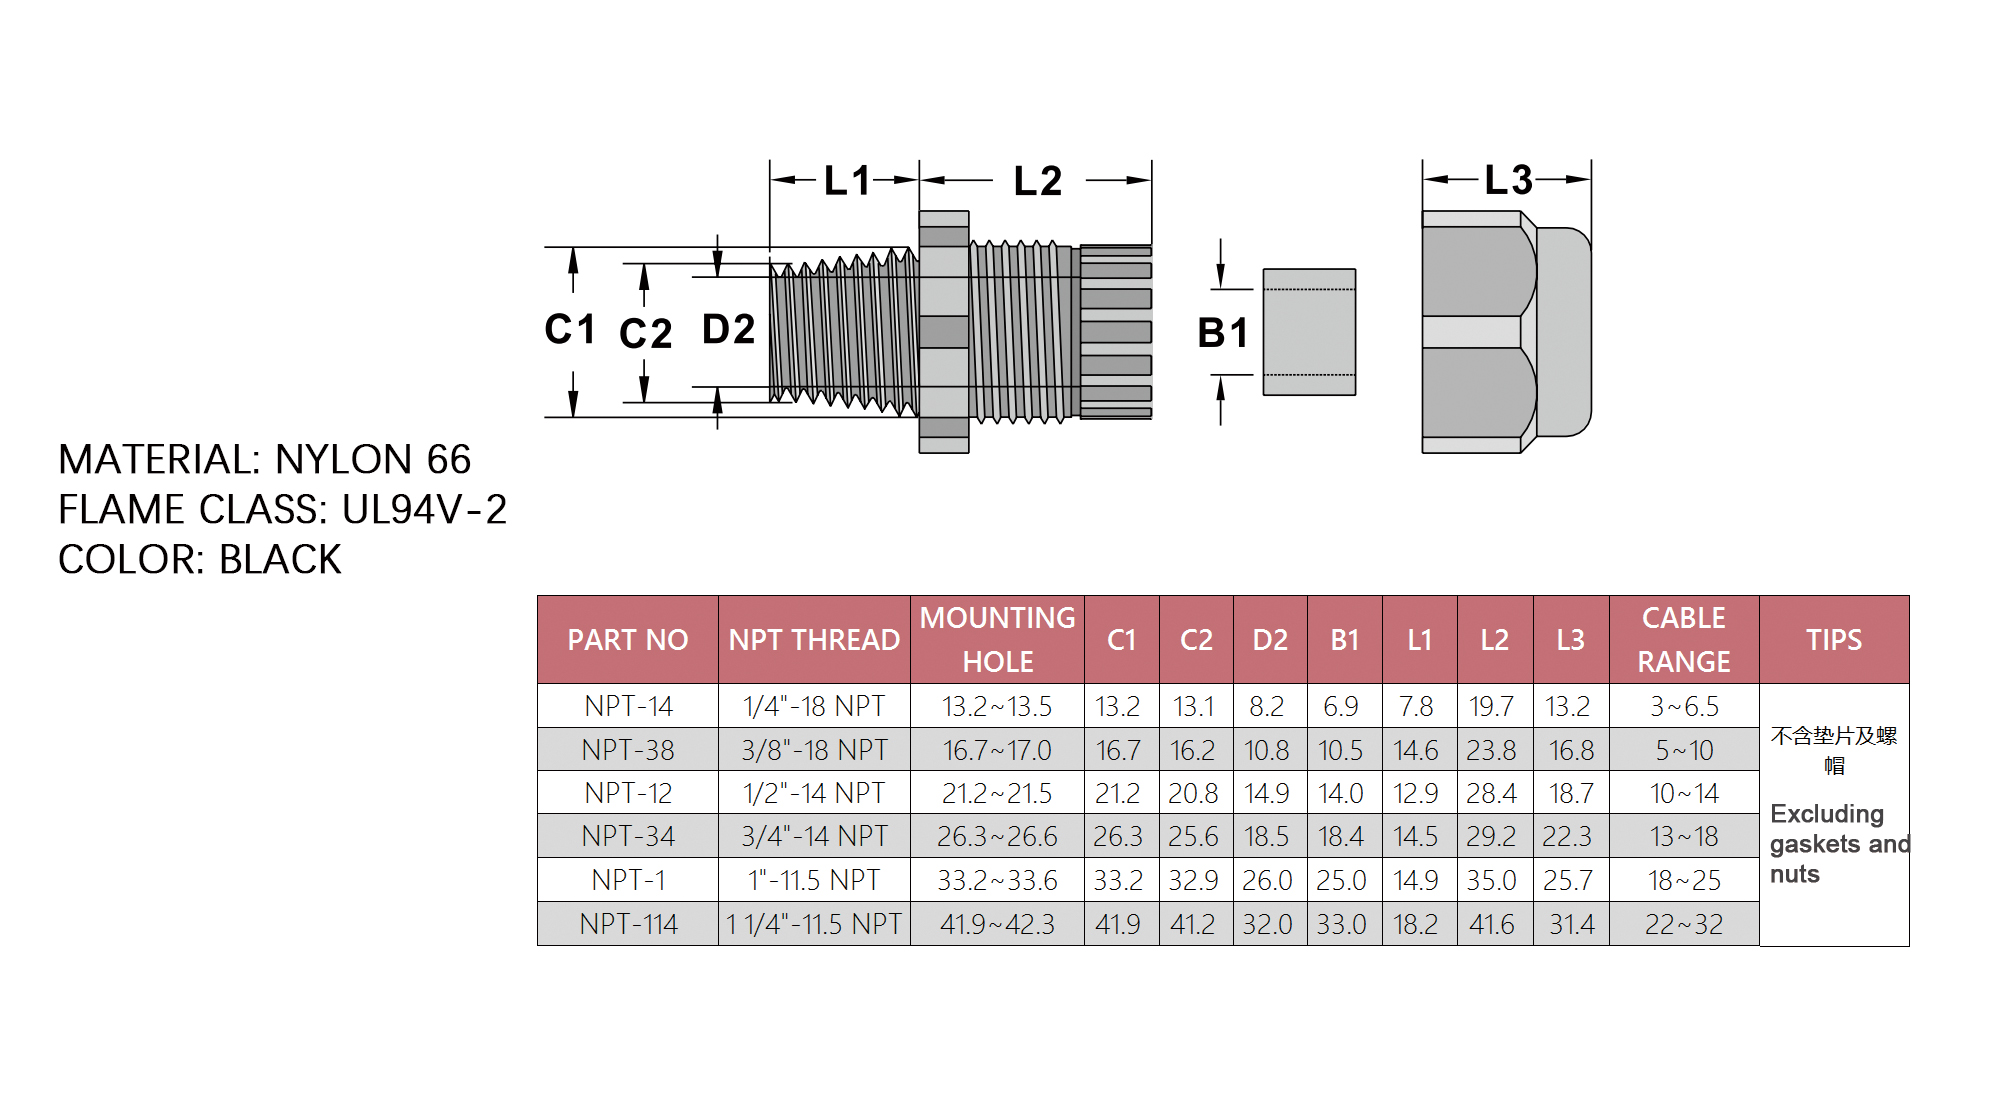 L1 L2 L3
C1 C2 D2 B1
MATERIAL: NYLON 66
FLAME CLASS: UL94V-2
COLOR: BLACK
PART NO NPT THREAD MOUNTING HOLE C1 C2 D2 B1 L1 L2 L3 CABLE RANGE TIPS
NPT-14 1/4"-18 NPT 13.2~13.5 13.2 13.1 8.2 6.9 7.8 19.7 13.2 3~6.5
NPT-38 3/8"-18 NPT 16.7~17.0 16.7 16.2 10.8 10.5 14.6 23.8 16.8 5~10
NPT-12 1/2"-14 NPT 21.2~21.5 21.2 20.8 14.9 14.0 12.9 28.4 18.7 10~14
NPT-34 3/4"-14 NPT 26.3~26.6 26.3 25.6 18.5 18.4 14.5 29.2 22.3 13~18
NPT-1 1"-11.5 NPT 33.2~33.6 33.2 32.9 26.0 25.0 14.9 35.0 25.7 18~25
NPT-114 1 1/4"-11.5 NPT 41.9~42.3 41.9 41.2 32.0 33.0 18.2 41.6 31.4 22~32
不含垫片及螺
帽
Excluding
gaskets and
nuts